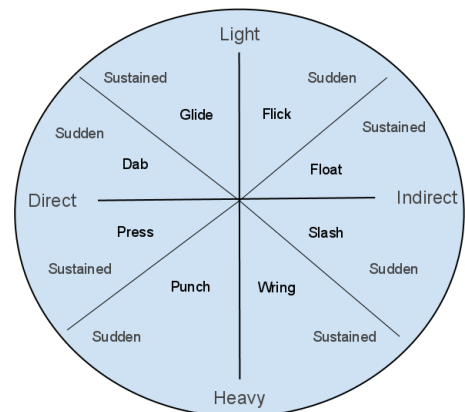 Light
Sustained
Sudden
Glide
Flick
Sudden
Sustained
Dab
Float
Direct
Indirect
Press
Slash
Sustained
Sudden
Punch
Wring
Sudden
Sustained
Heavy